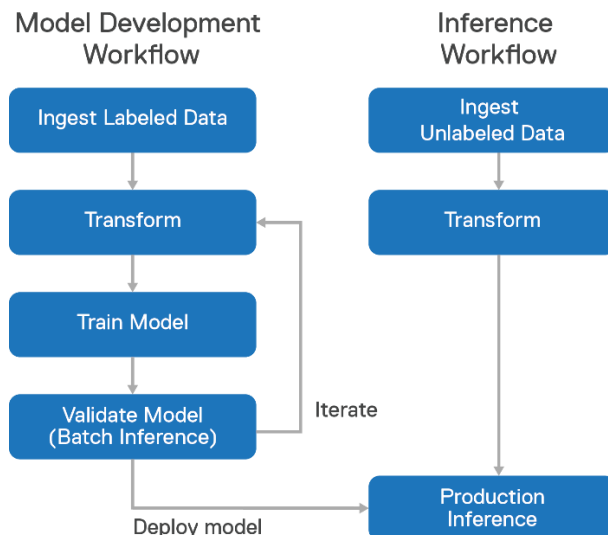 Model Development
Workflow
Ingest Labeled Data
Transform
Train Model
Validate Model
(Batch Inference)
Iterate
Deploy model
Inference
Workflow
Ingest
Unlabeled Data
Transform
Production
Inference